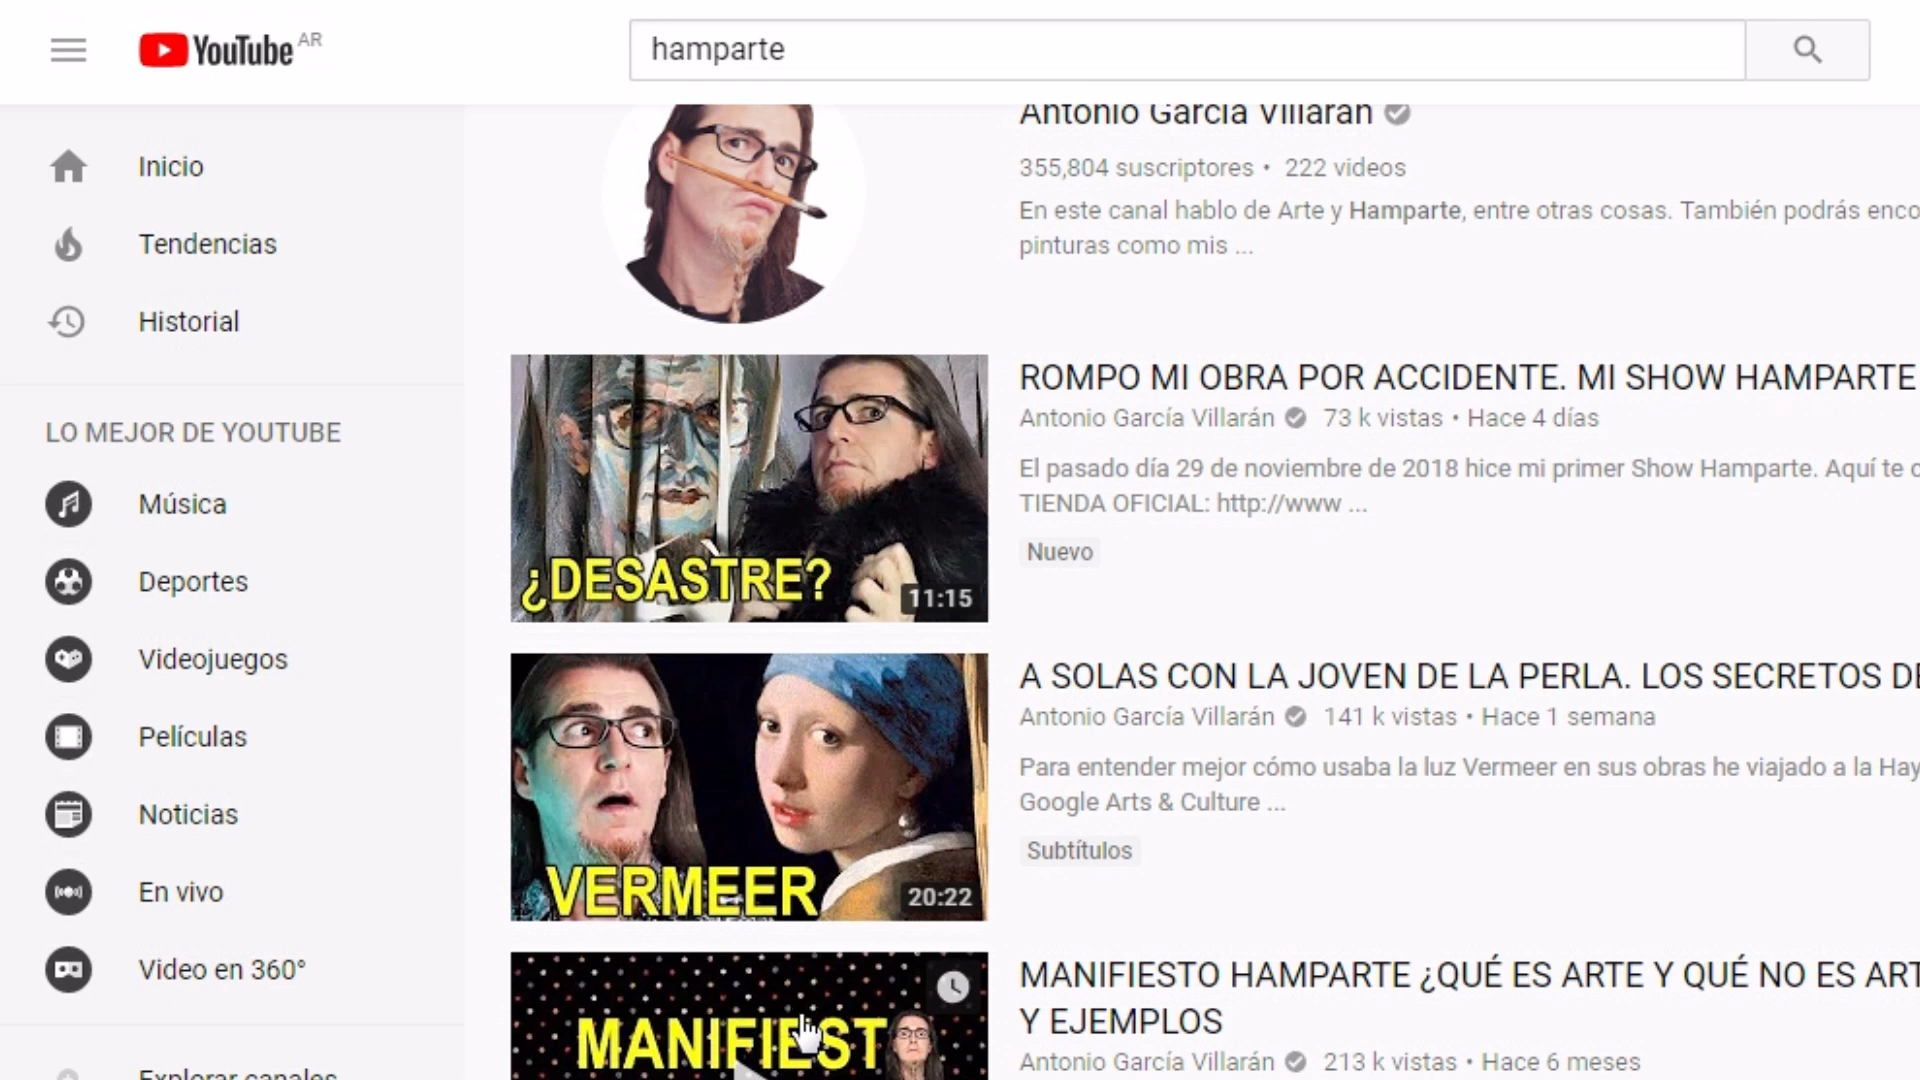 YouTube AR
hamparte
Inicio
Tendencias
Historial
LO MEJOR DE YOUTUBE
Música
Deportes
Videojuegos
Películas
Noticias
En vivo
Video en 360°
Explorar canales
Antonio García Villarán
355,804 suscriptores • 222 videos
En este canal hablo de Arte y Hamparte, entre otras cosas. También podrás enco
pinturas como mis ...
¿DESASTRE?
11:15
ROMPO MI OBRA POR ACCIDENTE. MI SHOW HAMPARTE
Antonio García Villarán 73 k vistas • Hace 4 días
El pasado día 29 de noviembre de 2018 hice mi primer Show Hamparte. Aquí te c
TIENDA OFICIAL: http://www ...
Nuevo
VERMEER
20:22
A SOLAS CON LA JOVEN DE LA PERLA. LOS SECRETOS DE
Antonio García Villarán 141 k vistas • Hace 1 semana
Para entender mejor cómo usaba la luz Vermeer en sus obras he viajado a la Hay
Google Arts & Culture ...
Subtítulos
MANIFIEST
MANIFIESTO HAMPARTE ¿QUÉ ES ARTE Y QUÉ NO ES ART
Y EJEMPLOS
Antonio García Villarán 213 k vistas • Hace 6 meses